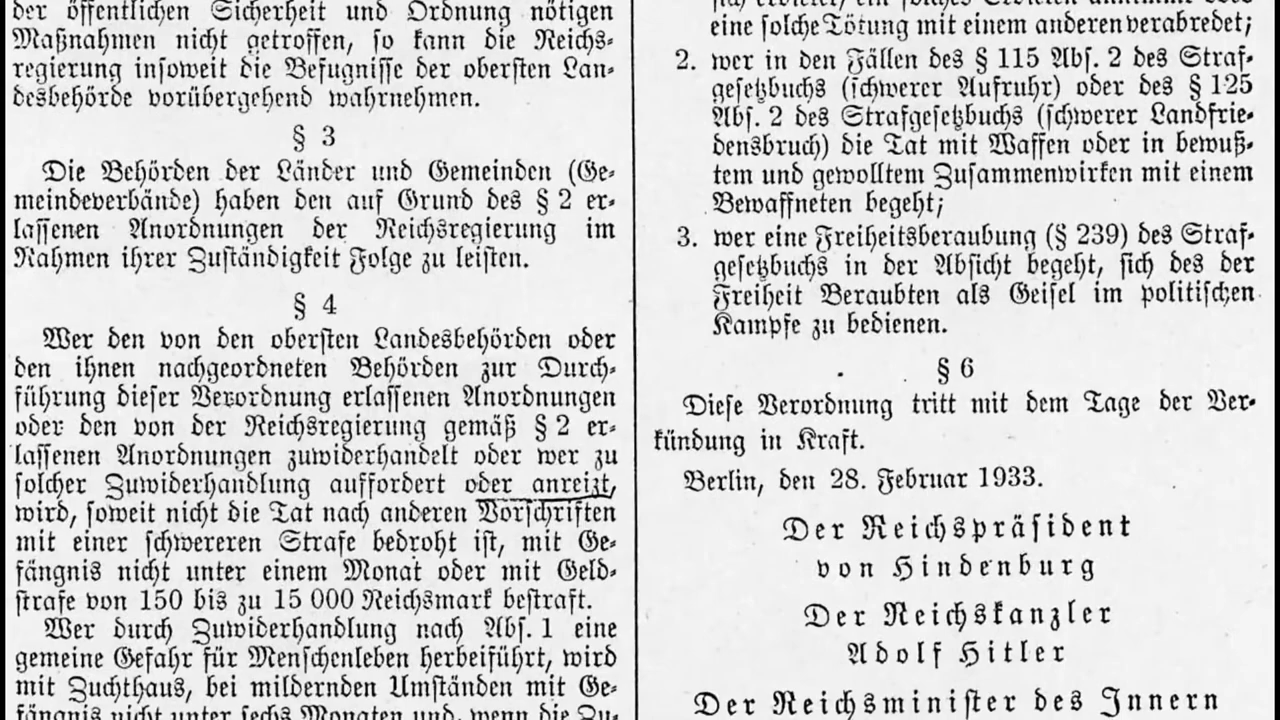 der öffentlichen Sicherheit und Ordnung nötigen
Maßnahmen nicht getroffen, so kann die Reichs-
regierung insoweit die Befugnisse der obersten Lan-
desbehörde vorübergehend wahrnehmen.
§ 3
Die Behörden der Länder und Gemeinden (Ge-
meindeverbände) haben den auf Grund des § 2 er-
lassenen Anordnungen der Reichsregierung im
Rahmen ihrer Zuständigkeit Folge zu leisten.
§ 4
Wer den von den obersten Landesbehörden oder
den ihnen nachgeordneten Behörden zur Durch-
führung dieser Verordnung erlassenen Anordnungen
oder den von der Reichsregierung gemäß § 2 er-
lassenen Anordnungen zuwiderhandelt oder wer zu
solcher Zuwiderhandlung auffordert oder anreizt,
wird, soweit nicht die Tat nach anderen Vorschriften
mit einer schwereren Strafe bedroht ist, mit Ge-
fängnis nicht unter einem Monat oder mit Geld-
strafe von 150 bis zu 15 000 Reichsmark bestraft.
Wer durch Zuwiderhandlung nach Abs. 1 eine
gemeine Gefahr für Menschenleben herbeiführt, wird
mit Zuchthaus, bei mildernden Umständen mit Ge-
fängnis nicht unter sechs Monaten und, wenn die Zu-
eine solche Tötung mit einem anderen verabredet;
2. wer in den Fällen des § 115 Abs. 2 des Straf-
gesetzbuchs (schwerer Aufruhr) oder des § 125
Abs. 2 des Strafgesetzbuchs (schwerer Landfrie-
densbruch) die Tat mit Waffen oder in bewuß-
tem und gewolltem Zusammenwirken mit einem
Bewaffneten begeht;
3. wer eine Freiheitsberaubung (§ 239) des Straf-
gesetzbuchs in der Absicht begeht, sich des der
Freiheit Beraubten als Geisel im politischen
Kampfe zu bedienen.
§ 6
Diese Verordnung tritt mit dem Tage der Ver-
kündung in Kraft.
Berlin, den 28. Februar 1933.
Der Reichspräsident
von Hindenburg
Der Reichskanzler
Adolf Hitler
Der Reichsminister des Innern